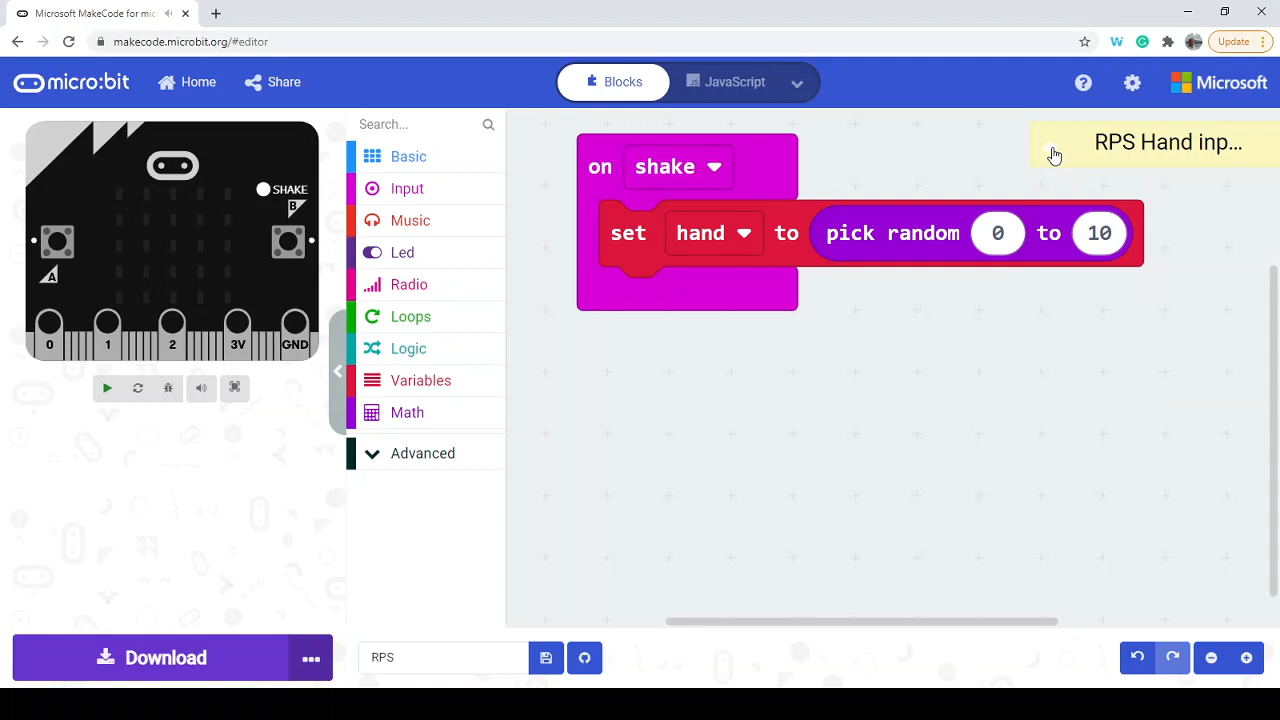 Microsoft MakeCode for mic
makecode.microbit.org/#editor
Update
micro:bit
Home
Share
Blocks
JS JavaScript
Microsoft
SHAKE
B
A
0 1 2 3V GND
Search...
Basic
Input
Music
Led
Radio
Loops
Logic
Variables
Math
Advanced
on shake
set hand to pick random 0 to 10
RPS Hand inp...
Download
RPS